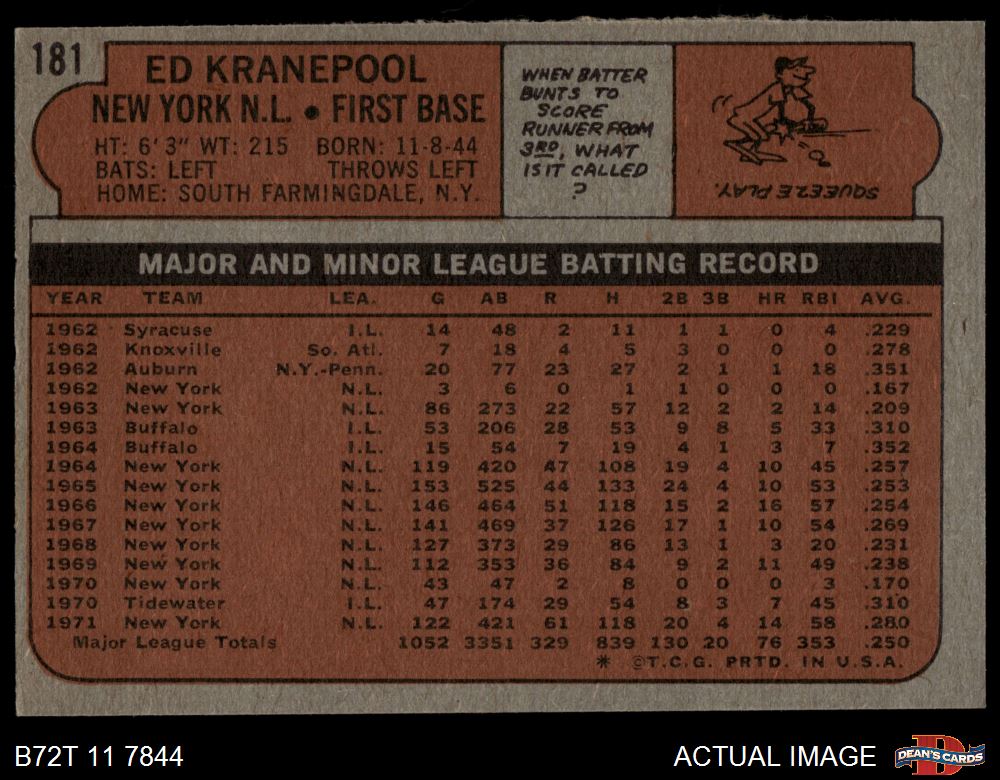 181
ED KRANEPOOL
NEW YORK N.L. • FIRST BASE
HT: 6'3" WT: 215 BORN: 11-8-44
BATS: LEFT THROWS LEFT
HOME: SOUTH FARMINGDALE, N.Y.
WHEN BATTER
BUNTS TO
SCORE
RUNNER FROM
3RD, WHAT
IS IT CALLED
?
SQUEEZE PLAY.
MAJOR AND MINOR LEAGUE BATTING RECORD
YEAR TEAM LEA. G AB R H 2B 3B HR RBI AVG.
1962 Syracuse I.L. 14 48 2 11 1 1 0 4 .229
1962 Knoxville So. Atl. 7 18 4 5 3 0 0 0 .278
1962 Auburn N.Y.-Penn. 20 77 23 27 2 1 1 18 .351
1962 New York N.L. 3 6 0 1 1 0 0 0 .167
1963 New York N.L. 86 273 22 57 12 2 2 14 .209
1963 Buffalo I.L. 53 206 28 53 9 8 5 33 .310
1964 Buffalo I.L. 15 54 7 19 4 1 3 7 .352
1964 New York N.L. 119 420 47 108 19 4 10 45 .257
1965 New York N.L. 153 525 44 133 24 4 10 53 .253
1966 New York N.L. 146 464 51 118 15 2 16 57 .254
1967 New York N.L. 141 469 37 126 17 1 10 54 .269
1968 New York N.L. 127 373 29 86 13 1 3 20 .231
1969 New York N.L. 112 353 36 84 9 2 11 49 .238
1970 New York N.L. 43 47 2 8 0 0 0 3 .170
1970 Tidewater I.L. 47 174 29 54 8 3 7 45 .310
1971 New York N.L. 122 421 61 118 20 4 14 58 .280
Major League Totals 1052 3351 329 839 130 20 76 353 .250
* ©T.C.G. PRTD. IN U.S.A.
B72T 11 7844
ACTUAL IMAGE
DEAN'S CARDS